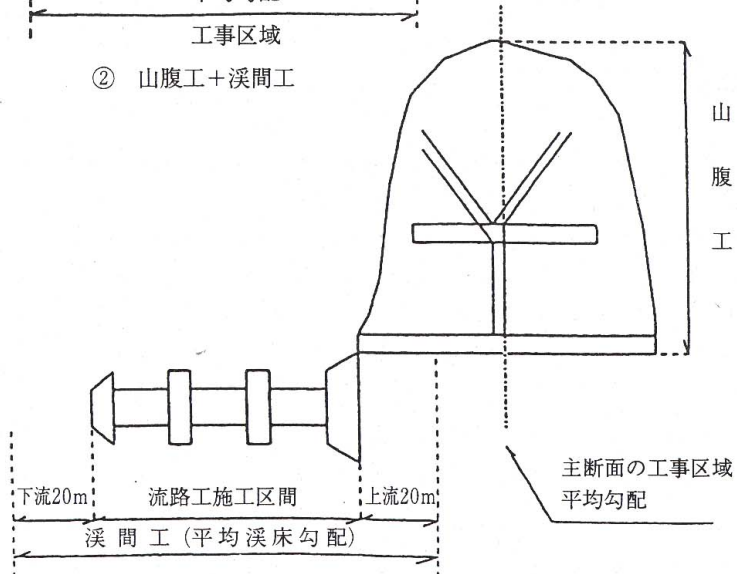 工事区域
② 山腹工+渓間工
山腹工
主断面の工事区域
平均勾配
下流20m
流路工施工区間
上流20m
渓間工(平均渓床勾配)